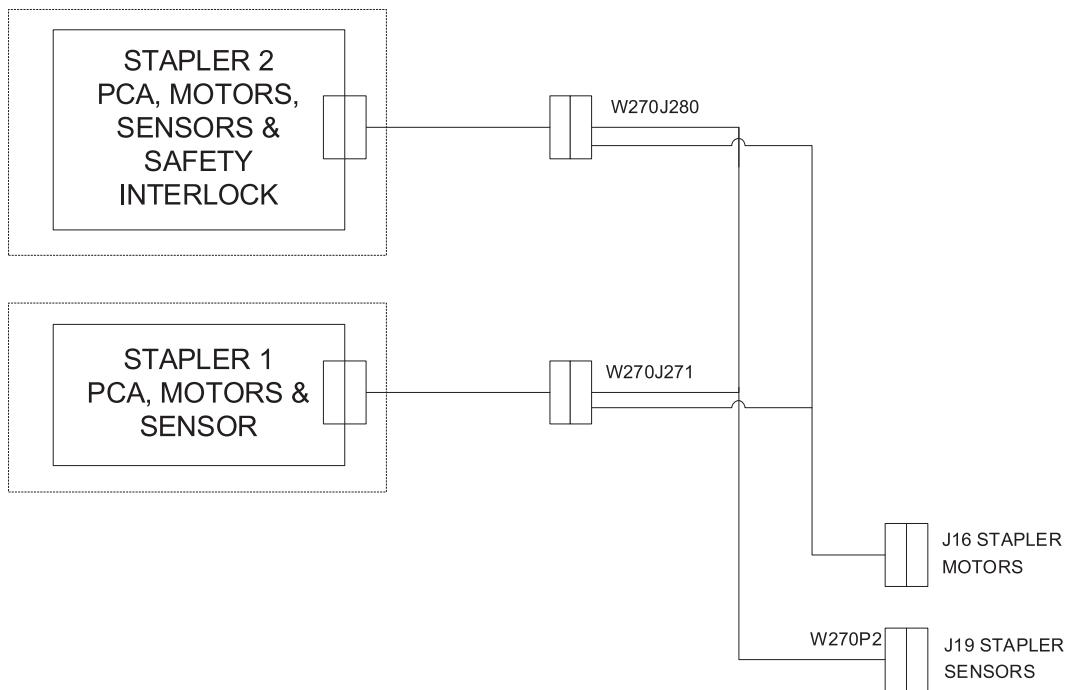 STAPLER 2
PCA, MOTORS,
SENSORS &
SAFETY
INTERLOCK
W270J280
STAPLER 1
PCA, MOTORS &
SENSOR
W270J271
J16 STAPLER
MOTORS
W270P2
J19 STAPLER
SENSORS